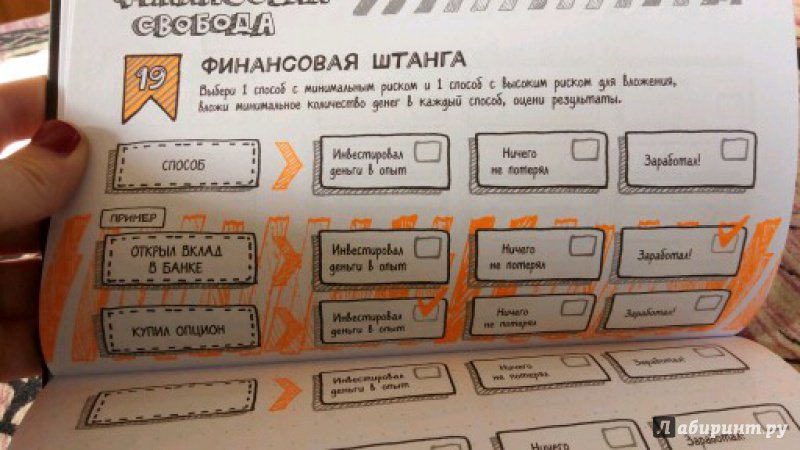 ФИНАНСОВАЯ
СВОБОДА
19
ФИНАНСОВАЯ ШТАНГА
Выбери 1 способ с минимальным риском и 1 способ с высоким риском для вложения,
вложи минимальное количество денег в каждый способ, оцени результаты.
СПОСОБ
Инвестировал
деньги в опыт
Ничего
не потерял
Заработал!
ПРИМЕР
ОТКРЫЛ ВКЛАД
В БАНКЕ
Инвестировал
деньги в опыт
Ничего
не потерял
Заработал!
КУПИЛ ОПЦИОН
Инвестировал
деньги в опыт
Ничего
не потерял
Заработал!
Инвестировал
деньги в опыт
Ничего
не потерял
Заработал!
Ничего
Заработал!
Лабиринт.ру